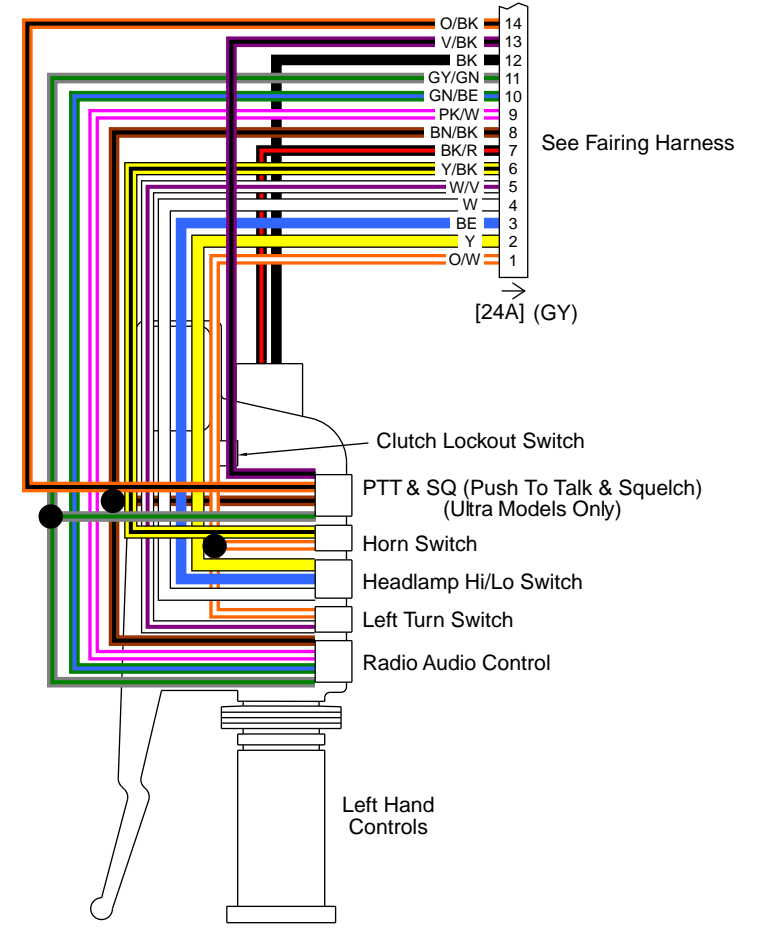 O/BK 14
V/BK 13
BK 12
GY/GN 11
GN/BE 10
PK/W 9
BN/BK 8
See Fairing Harness
BK/R 7
Y/BK 6
W/V 5
W 4
BE 3
Y 2
O/W 1
[24A] (GY)
Clutch Lockout Switch
PTT & SQ (Push To Talk & Squelch)
(Ultra Models Only)
Horn Switch
Headlamp Hi/Lo Switch
Left Turn Switch
Radio Audio Control
Left Hand
Controls